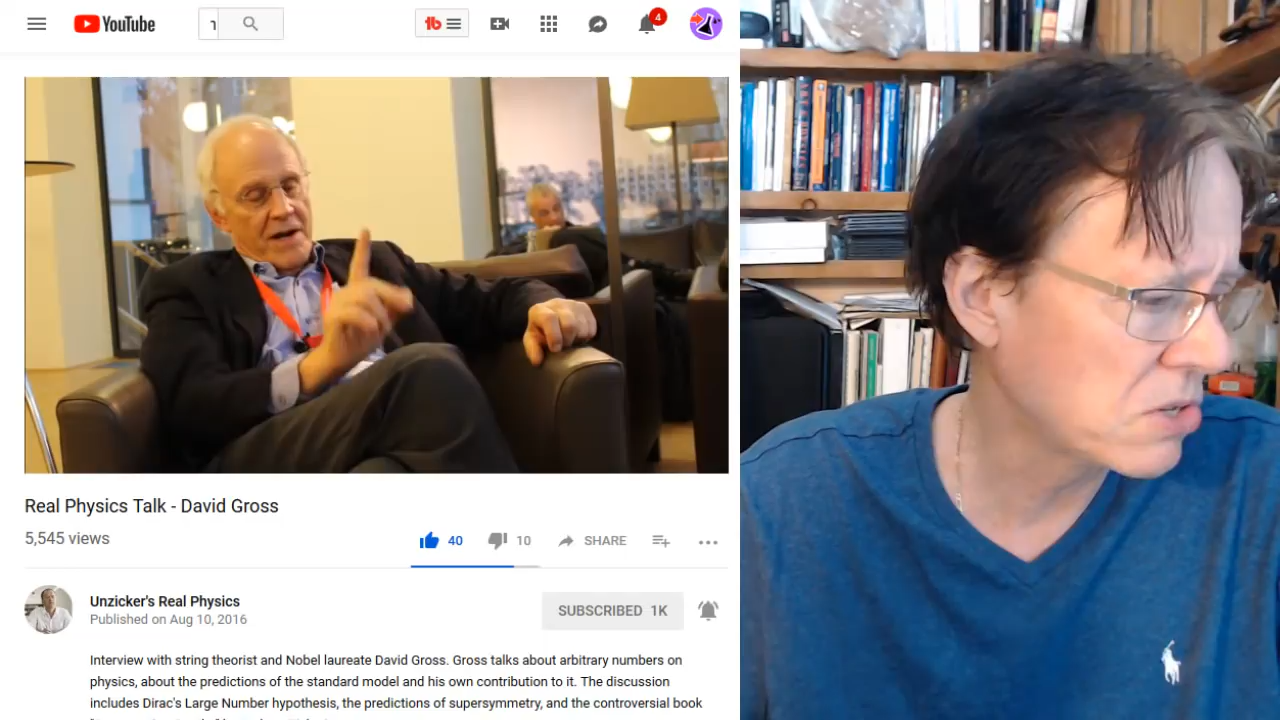 YouTube
4
Real Physics Talk - David Gross
5,545 views
40
10
SHARE
Unzicker's Real Physics
Published on Aug 10, 2016
SUBSCRIBED 1K
Interview with string theorist and Nobel laureate David Gross. Gross talks about arbitrary numbers on
physics, about the predictions of the standard model and his own contribution to it. The discussion
includes Dirac's Large Number hypothesis, the predictions of supersymmetry, and the controversial book